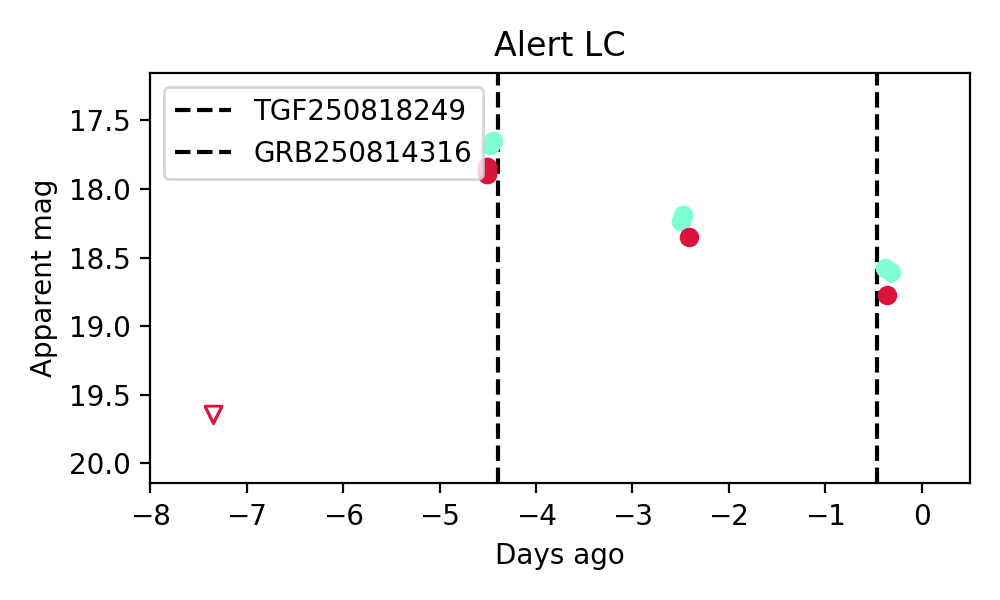 Alert LC
TGF250818249
GRB250814316
Apparent mag
17.5
18.0
18.5
19.0
19.5
20.0
−8 −7 −6 −5 −4 −3 −2 −1 0
Days ago